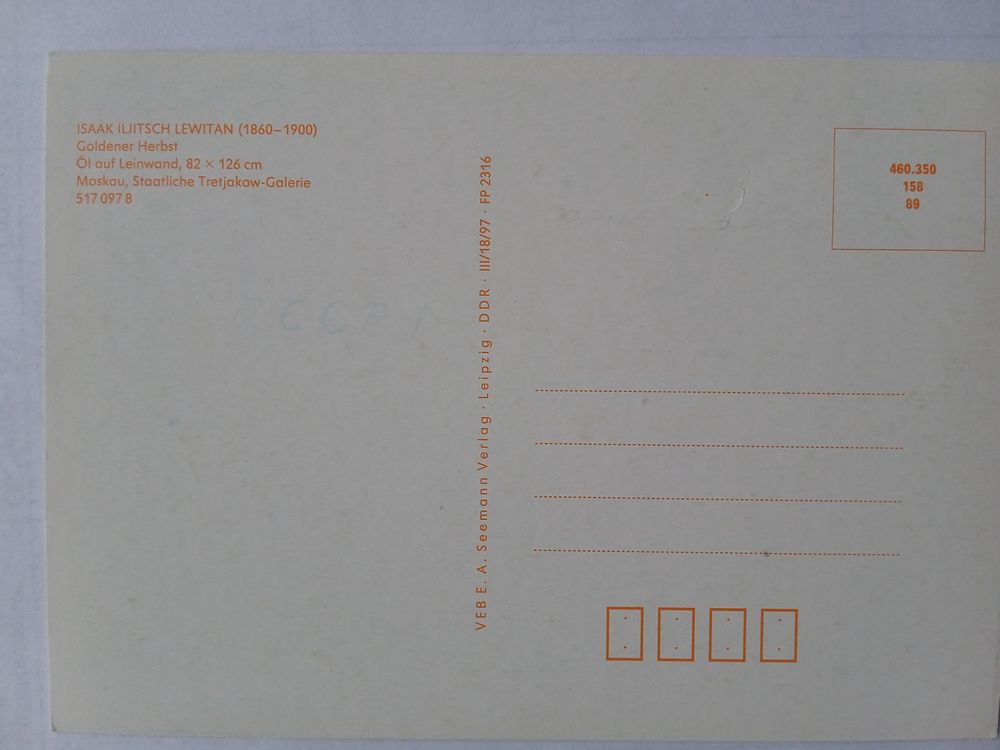 ISAAK ILJITSCH LEWITAN (1860–1900)
Goldener Herbst
Öl auf Leinwand, 82 × 126 cm
Moskau, Staatliche Tretjakow-Galerie
517 097 8
VEB E. A. Seemann Verlag · Leipzig · DDR · III/18/97 · FP 2316
460.350
158
89
СССР